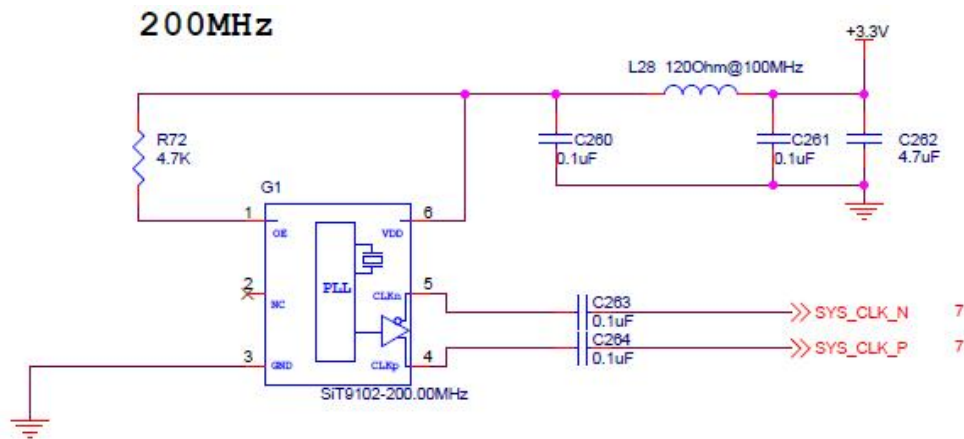 200MHz
+3.3V
L28 120Ohm@100MHz
R72
4.7K
C260
0.1uF
C261
0.1uF
C262
4.7uF
G1
1
OE
VDD
6
2
NC
PLL
CLKn
5
3
GND
CLKp
4
SiT9102-200.00MHz
C263
0.1uF
SYS_CLK_N 7
C264
0.1uF
SYS_CLK_P 7